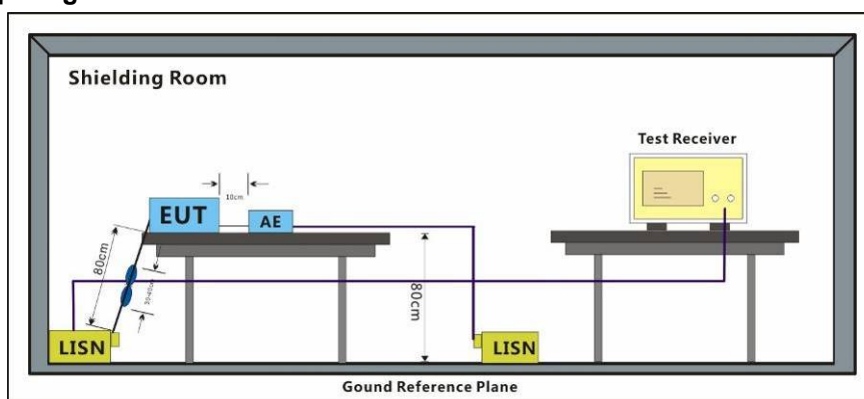 Shielding Room
Test Receiver
10cm
EUT
AE
80cm
80cm
LISN
LISN
Gound Reference Plane